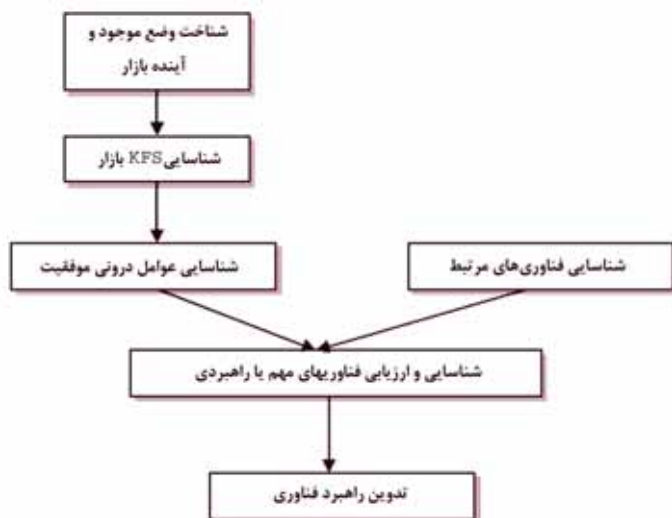 شناخت وضع موجود و
آینده بازار
شناسایی KFS بازار
شناسایی عوامل درونی موفقیت
شناسایی فناوری‌های مرتبط
شناسایی و ارزیابی فناوریهای مهم یا راهبردی
تدوین راهبرد فناوری